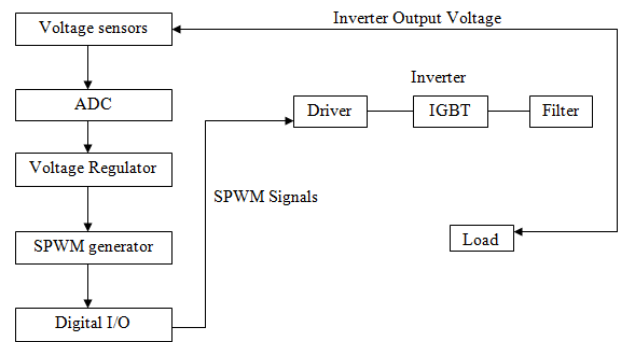 Inverter Output Voltage
Voltage sensors
Inverter
ADC
Driver
IGBT
Filter
Voltage Regulator
SPWM Signals
SPWM generator
Load
Digital I/O